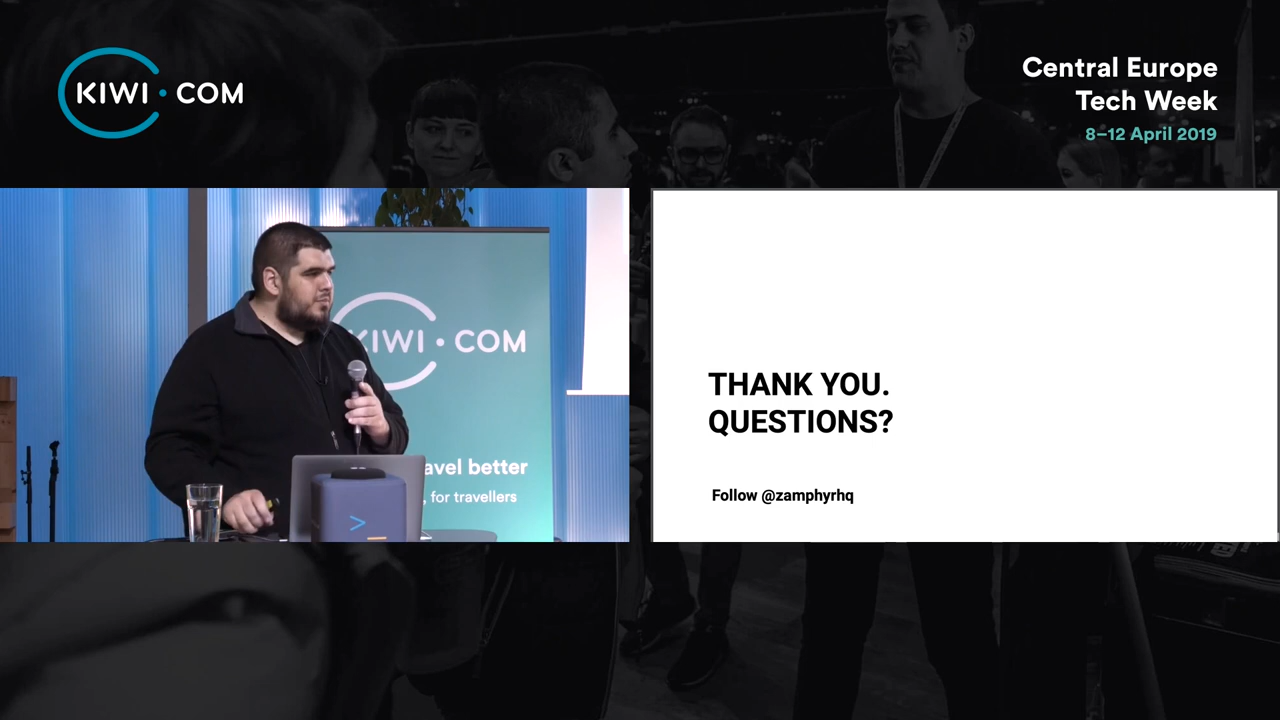 KIWI•COM
Central Europe
Tech Week
8–12 April 2019
KIWI•COM
avel better
, for travellers
>_
THANK YOU.
QUESTIONS?
Follow @zamphyrhq